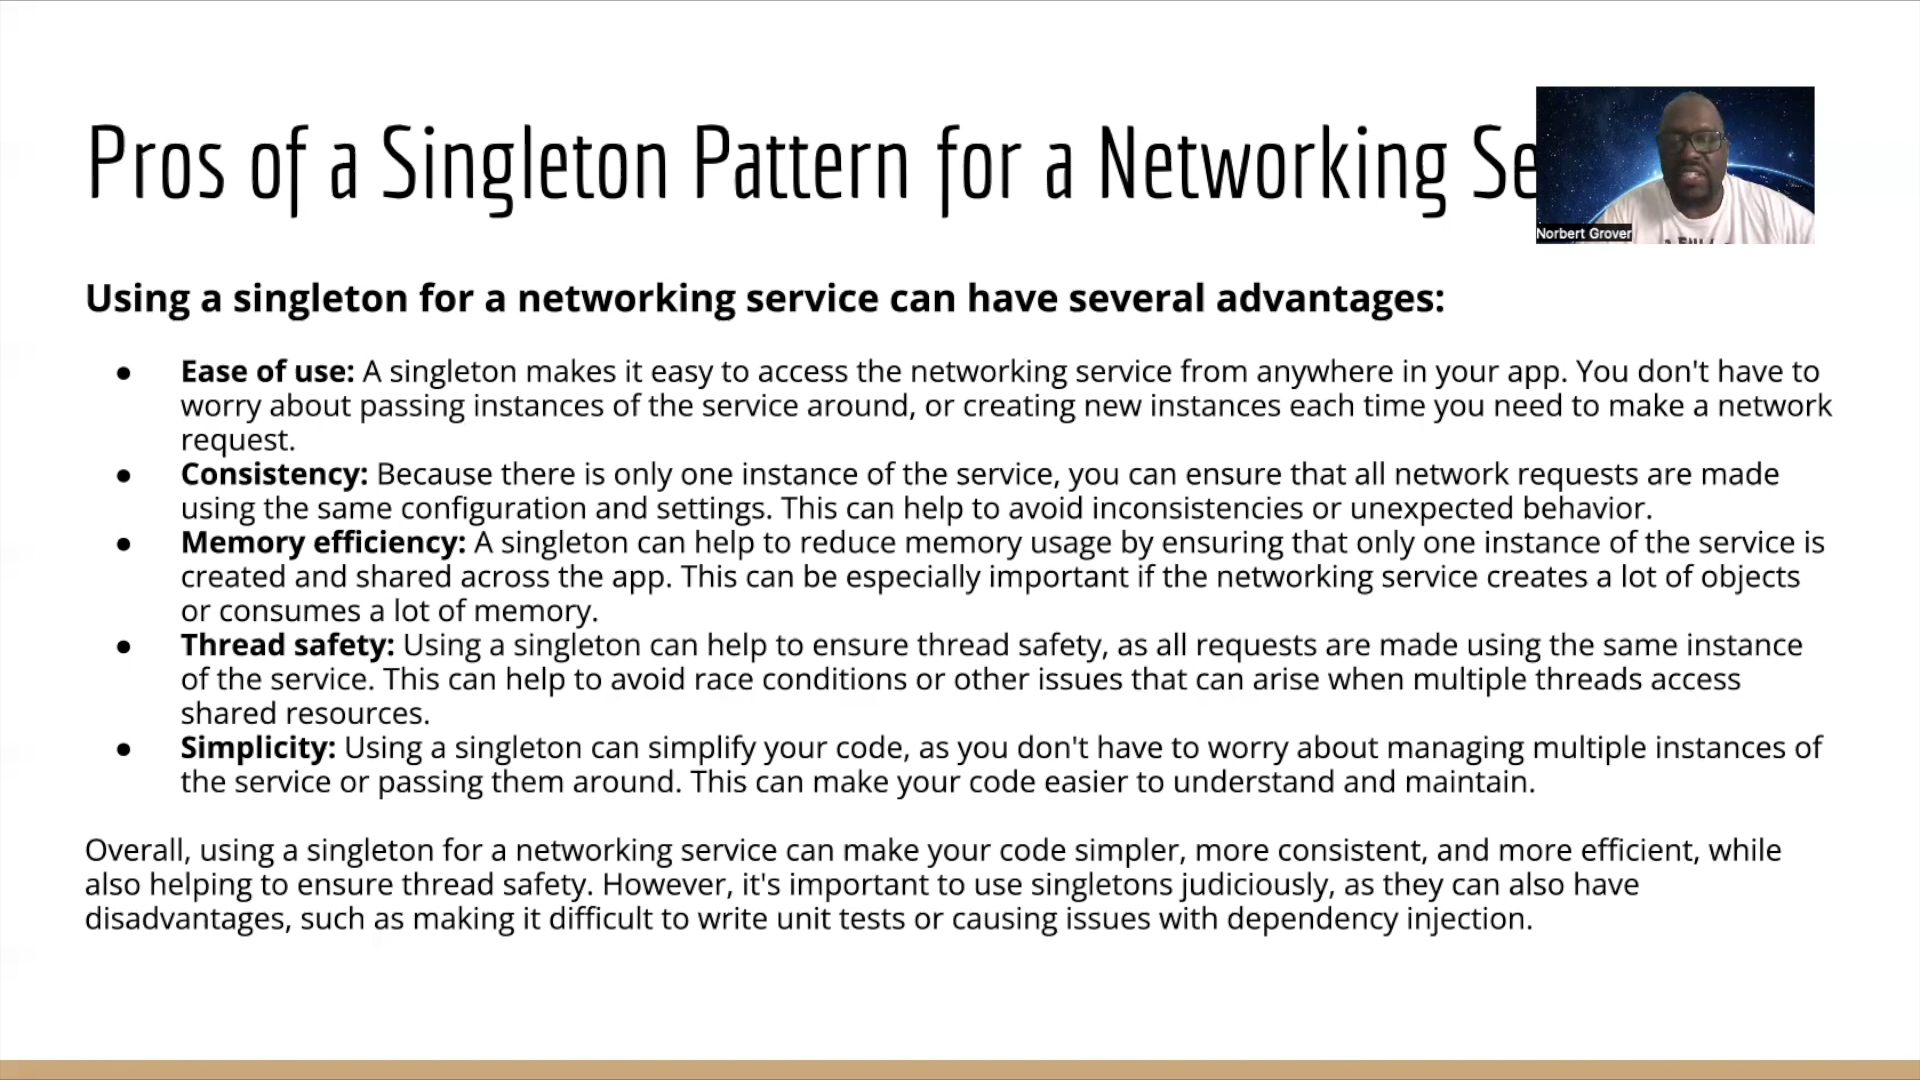 Pros of a Singleton Pattern for a Networking Se
Norbert Grover
Using a singleton for a networking service can have several advantages:
● Ease of use: A singleton makes it easy to access the networking service from anywhere in your app. You don't have to
worry about passing instances of the service around, or creating new instances each time you need to make a network
request.
● Consistency: Because there is only one instance of the service, you can ensure that all network requests are made
using the same configuration and settings. This can help to avoid inconsistencies or unexpected behavior.
● Memory efficiency: A singleton can help to reduce memory usage by ensuring that only one instance of the service is
created and shared across the app. This can be especially important if the networking service creates a lot of objects
or consumes a lot of memory.
● Thread safety: Using a singleton can help to ensure thread safety, as all requests are made using the same instance
of the service. This can help to avoid race conditions or other issues that can arise when multiple threads access
shared resources.
● Simplicity: Using a singleton can simplify your code, as you don't have to worry about managing multiple instances of
the service or passing them around. This can make your code easier to understand and maintain.
Overall, using a singleton for a networking service can make your code simpler, more consistent, and more efficient, while
also helping to ensure thread safety. However, it's important to use singletons judiciously, as they can also have
disadvantages, such as making it difficult to write unit tests or causing issues with dependency injection.